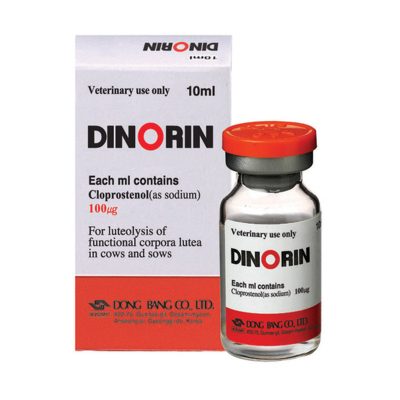 DINORIN
10ml
Veterinary use only 10ml
DINORIN
Each ml contains
Cloprostenol(as sodium)
100㎍
For luteolysis of
functional corpora lutea
in cows and sows
DONG BANG CO., LTD.
Veterinary use only 10
DINORIN
Each ml contains
Cloprostenol(as sodium) 100㎍
DONG BANG CO., LTD.